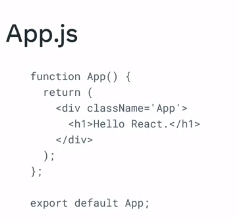 App.js
function App() {
  return (
    <div className='App'>
      <h1>Hello React.</h1>
    </div>
  );
};
export default App;